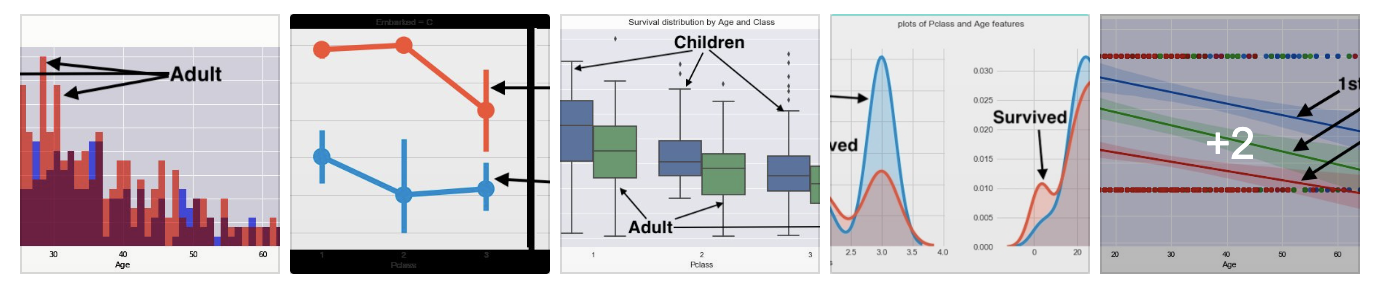 Adult
30 40 50 60
Age
Embarked = C
1 2 3
Pclass
Survival distribution by Age and Class
Children
Adult
1 2 3
Pclass
plots of Pclass and Age features
0.030
0.025
0.020
0.015
0.010
0.005
0.000
ved
Survived
2.5 3.0 3.5 4.0
0 20
1st
+2
20 30 40 50 60
Age